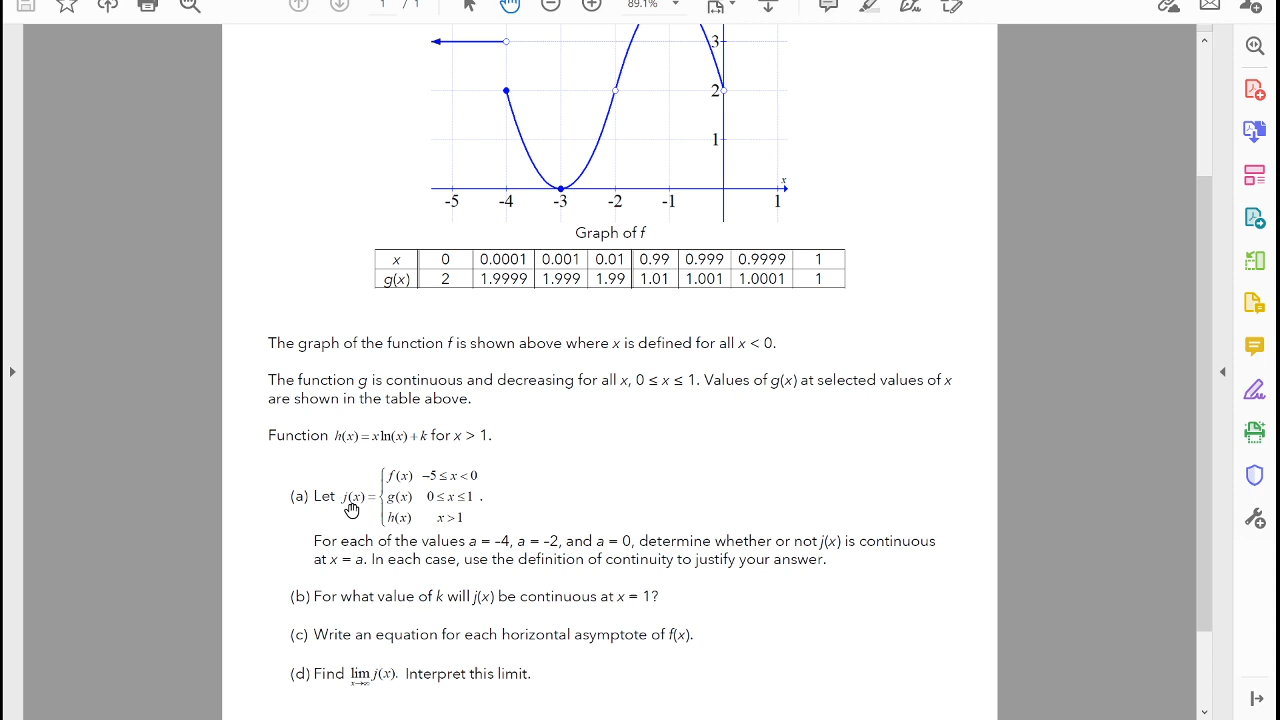 1 / 1
89.1%
3
2
1
x
-5 -4 -3 -2 -1 1
Graph of f
x 0 0.0001 0.001 0.01 0.99 0.999 0.9999 1
g(x) 2 1.9999 1.999 1.99 1.01 1.001 1.0001 1
The graph of the function f is shown above where x is defined for all x < 0.
The function g is continuous and decreasing for all x, 0 ≤ x ≤ 1. Values of g(x) at selected values of x
are shown in the table above.
Function h(x) = x ln(x) + k for x > 1.
f(x) −5 ≤ x < 0
(a) Let j(x) = { g(x) 0 ≤ x ≤ 1 .
h(x) x > 1
For each of the values a = –4, a = –2, and a = 0, determine whether or not j(x) is continuous
at x = a. In each case, use the definition of continuity to justify your answer.
(b) For what value of k will j(x) be continuous at x = 1?
(c) Write an equation for each horizontal asymptote of f(x).
(d) Find lim j(x). Interpret this limit.
x→∞